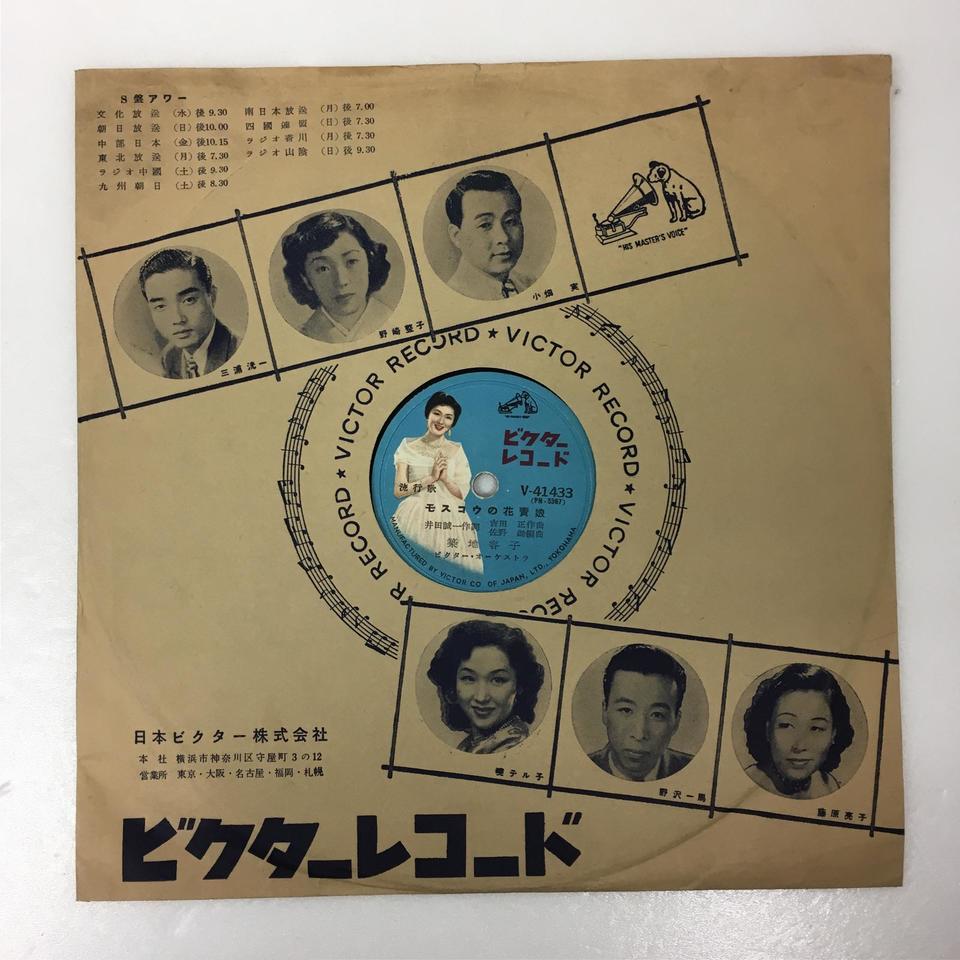 S盤アワー
文化放送 (水)後9.30
朝日放送 (日)後10.00
中部日本 (金)後10.15
東北放送 (月)後7.30
ラジオ中國 (土)後9.30
九州朝日 (土)後8.30
南日本放送 (月)後7.00
四國連盟 (日)後7.30
ラジオ香川 (月)後7.30
ラジオ山陰 (日)後9.30
"HIS MASTER'S VOICE"
小畑 実
野崎整子
三浦洸一
VICTOR RECORD ★ VICTOR RECORD ★ VICTOR RECORD
R RECORD ★
ビクター
レコード
V-41433
流行歌
モスコウの花賣娘
井田誠一作詞 吉田 正作曲
佐野 鋤編曲
築地容子
ビクター・オーケストラ
MANUFACTURED BY VICTOR CO OF JAPAN, LTD., YOKOHAMA
テル子
野沢一馬
藤原亮子
日本ビクター株式会社
本社 横浜市神奈川区守屋町3の12
営業所 東京・大阪・名古屋・福岡・札幌
ビクターレコード